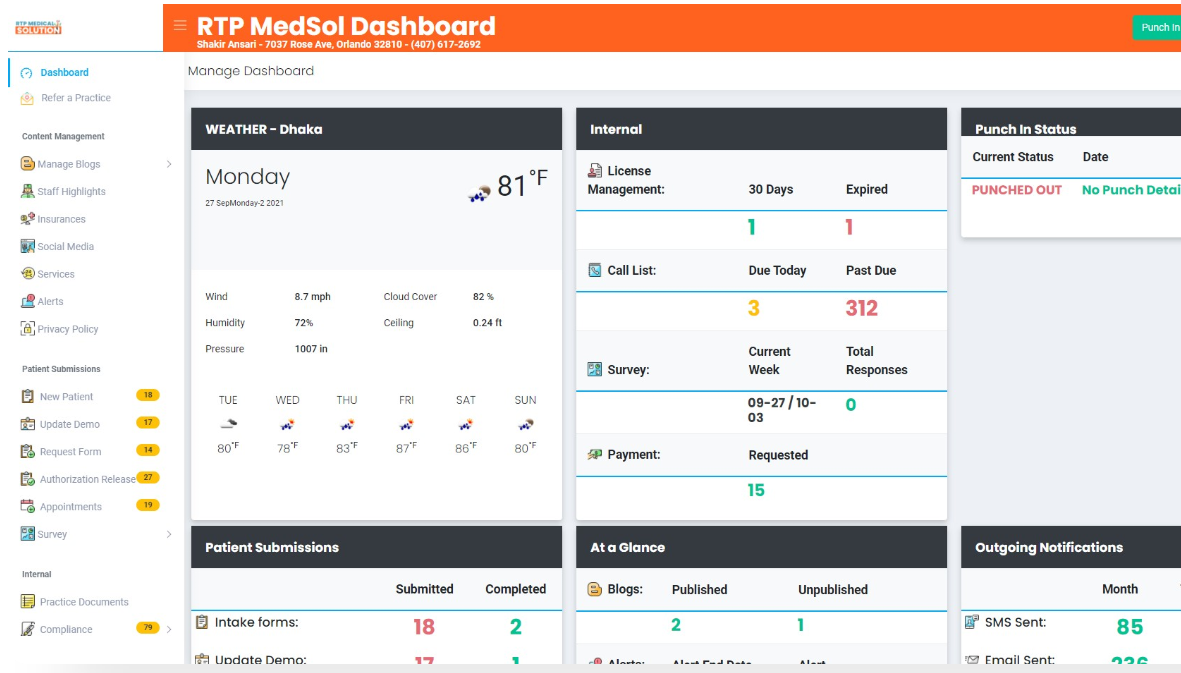 RTP MEDICAL
SOLUTION
RTP MedSol Dashboard
Shakir Ansari - 7037 Rose Ave, Orlando 32810 - (407) 617-2692
Punch In
Dashboard
Refer a Practice
Content Management
Manage Blogs
Staff Highlights
Insurances
Social Media
Services
Alerts
Privacy Policy
Patient Submissions
New Patient 18
Update Demo 17
Request Form 14
Authorization Release 27
Appointments 19
Survey
Internal
Practice Documents
Compliance 79
Manage Dashboard
WEATHER - Dhaka
Monday
27 SepMonday-2 2021
81°F
Wind 8.7 mph Cloud Cover 82 %
Humidity 72% Ceiling 0.24 ft
Pressure 1007 in
TUE WED THU FRI SAT SUN
80°F 78°F 83°F 87°F 86°F 80°F
Internal
License
Management: 30 Days Expired
1 1
Call List: Due Today Past Due
3 312
Current Total
Survey: Week Responses
09-27 / 10- 0
03
Payment: Requested
15
Punch In Status
Current Status Date
PUNCHED OUT No Punch Detai
Patient Submissions
Submitted Completed
Intake forms: 18 2
Update Demo: 17 1
At a Glance
Blogs: Published Unpublished
2 1
Alerts: Alert End Date Alert
Outgoing Notifications
Month
SMS Sent: 85
Email Sent: 236